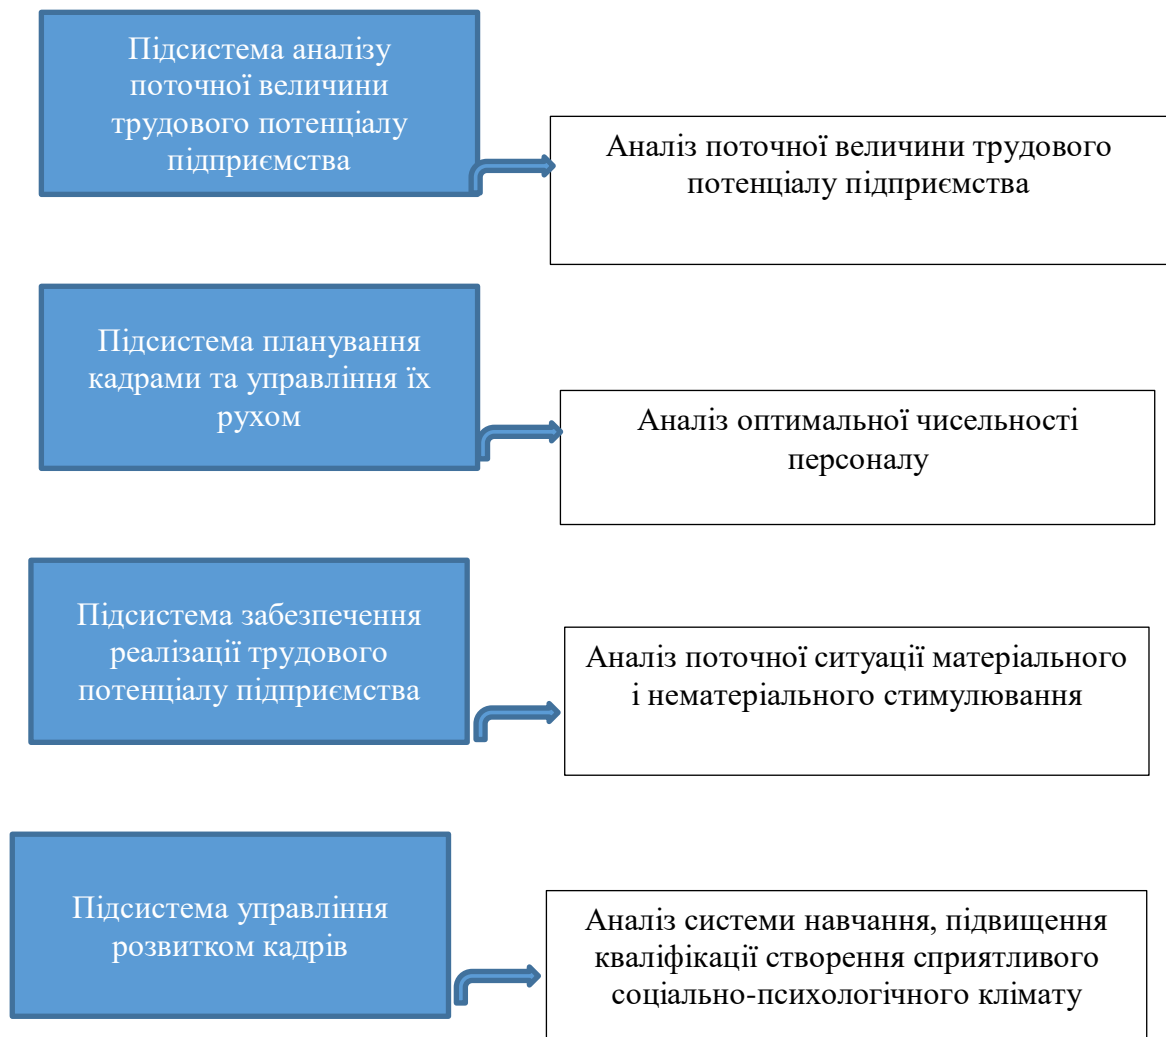 Підсистема аналізу
поточної величини
трудового потенціалу
підприємства
Аналіз поточної величини трудового
потенціалу підприємства
Підсистема планування
кадрами та управління їх
рухом
Аналіз оптимальної чисельності
персоналу
Підсистема забезпечення
реалізації трудового
потенціалу підприємства
Аналіз поточної ситуації матеріального
і нематеріального стимулювання
Підсистема управління
розвитком кадрів
Аналіз системи навчання, підвищення
кваліфікації створення сприятливого
соціально-психологічного клімату